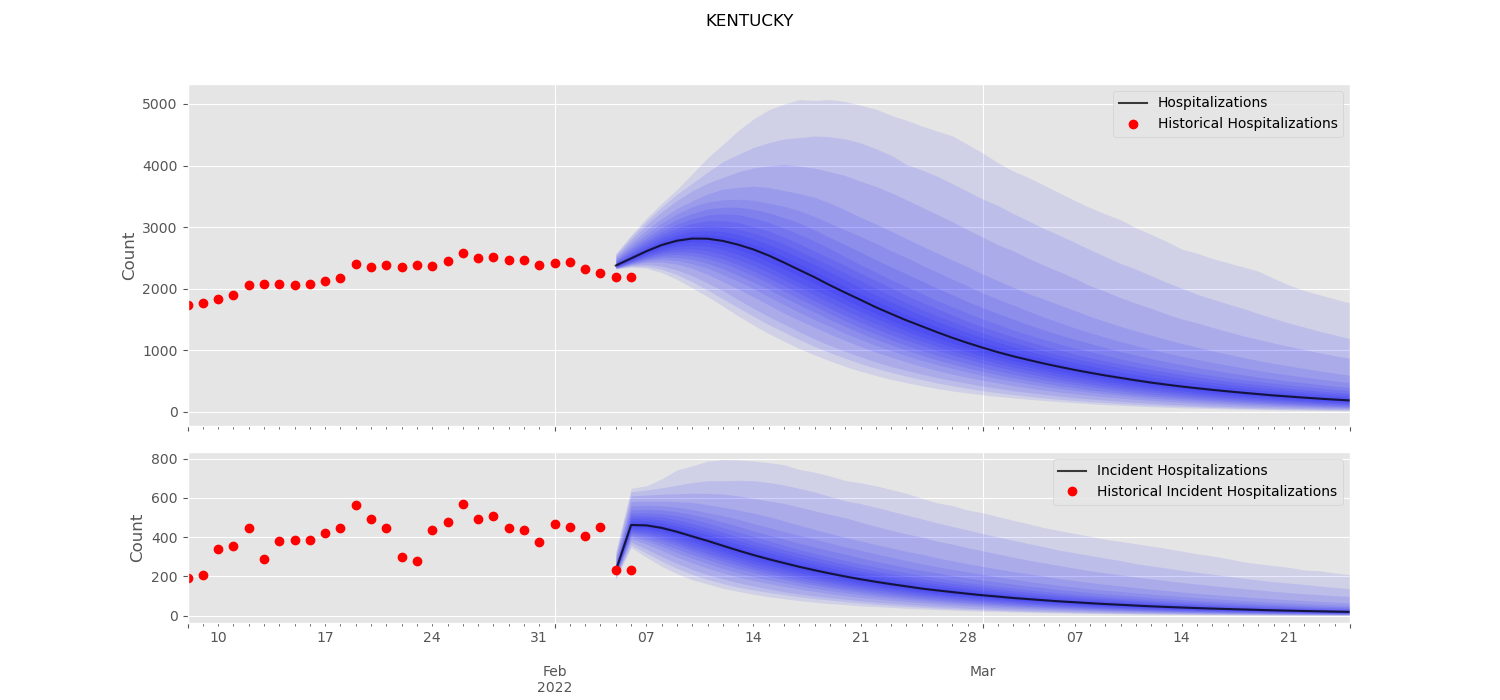 KENTUCKY
Hospitalizations
Historical Hospitalizations
Count
5000
4000
3000
2000
1000
0
Incident Hospitalizations
Historical Incident Hospitalizations
Count
800
600
400
200
0
10 17 24 31 07 14 21 28 07 14 21
Feb Mar
2022